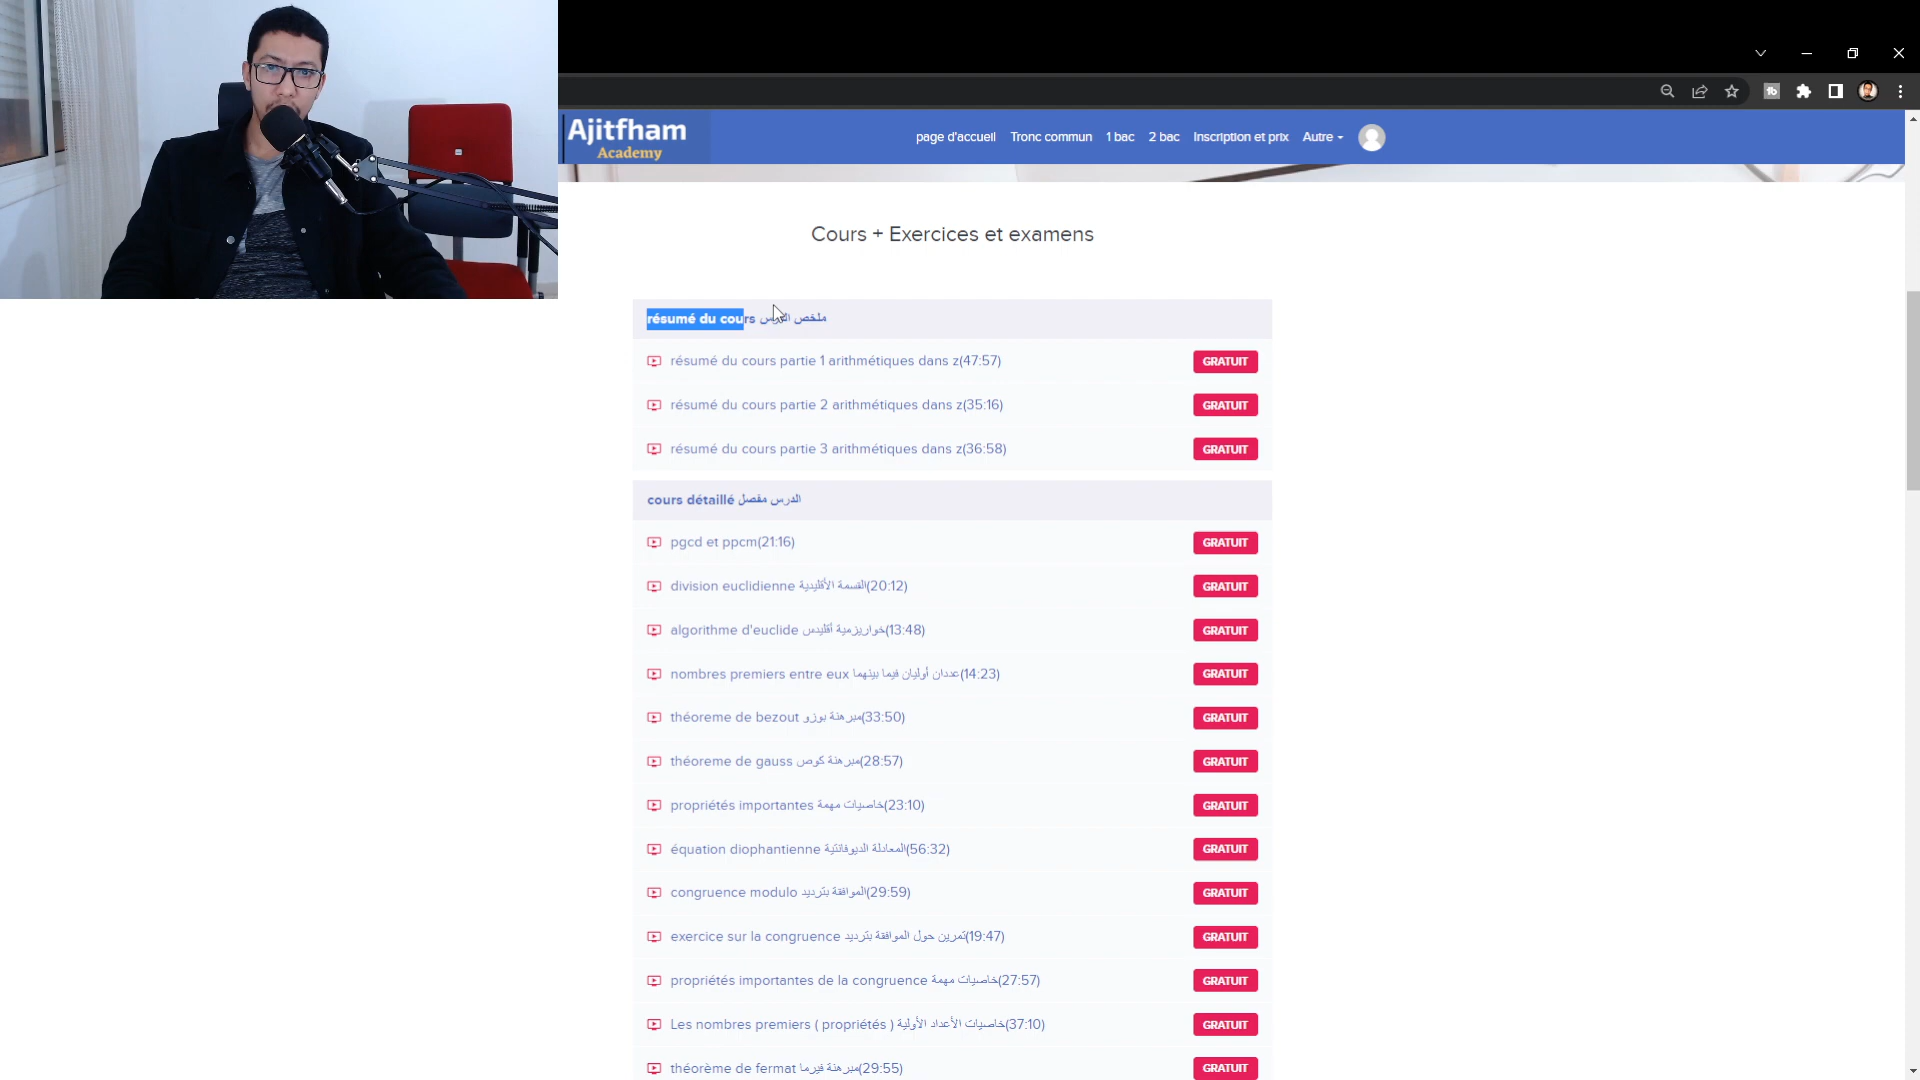 Ajitfham
Academy
page d'accueil Tronc commun 1 bac 2 bac Inscription et prix Autre
Cours + Exercices et examens
résumé du cours ملخص الدرس
résumé du cours partie 1 arithmétiques dans z(47:57) GRATUIT
résumé du cours partie 2 arithmétiques dans z(35:16) GRATUIT
résumé du cours partie 3 arithmétiques dans z(36:58) GRATUIT
cours détaillé الدرس مفصل
pgcd et ppcm(21:16) GRATUIT
division euclidienne القسمة الأقليدية(20:12) GRATUIT
algorithme d'euclide خواريزمية أقليدس(13:48) GRATUIT
nombres premiers entre eux عددان أوليان فيما بينهما(14:23) GRATUIT
théoreme de bezout مبرهنة بوزو(33:50) GRATUIT
théoreme de gauss مبرهنة كوص(28:57) GRATUIT
propriétés importantes خاصيات مهمة(23:10) GRATUIT
équation diophantienne المعادلة الديوفانتية(56:32) GRATUIT
congruence modulo الموافقة بترديد(29:59) GRATUIT
exercice sur la congruence تمرين حول الموافقة بترديد(19:47) GRATUIT
propriétés importantes de la congruence خاصيات مهمة(27:57) GRATUIT
Les nombres premiers ( propriétés ) خاصيات الأعداد الأولية(37:10) GRATUIT
théorème de fermat مبرهنة فيرما(29:55) GRATUIT